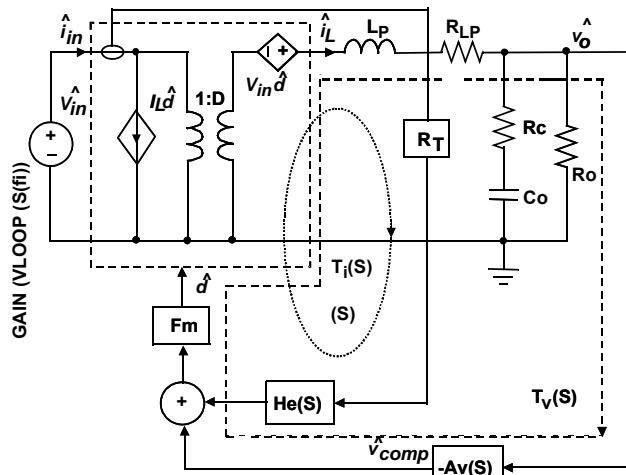 î_in
î_L
L_P
R_LP
v̂_o
V̂_in
I_L d̂
1:D
V_in d̂
+
−
+
R_T
Rc
Ro
Co
T_i(S)
(S)
GAIN (VLOOP (S(fi))
d̂
Fm
+
He(S)
T_V(S)
v̂_comp
-Av(S)